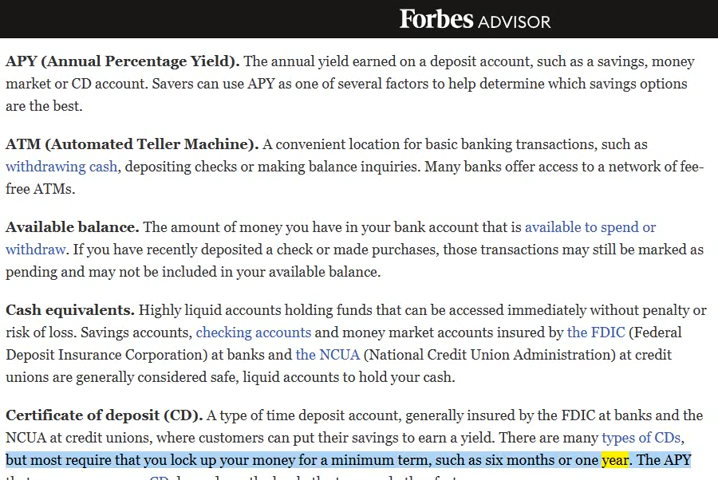 Forbes ADVISOR
APY (Annual Percentage Yield). The annual yield earned on a deposit account, such as a savings, money
market or CD account. Savers can use APY as one of several factors to help determine which savings options
are the best.
ATM (Automated Teller Machine). A convenient location for basic banking transactions, such as
withdrawing cash, depositing checks or making balance inquiries. Many banks offer access to a network of fee-
free ATMs.
Available balance. The amount of money you have in your bank account that is available to spend or
withdraw. If you have recently deposited a check or made purchases, those transactions may still be marked as
pending and may not be included in your available balance.
Cash equivalents. Highly liquid accounts holding funds that can be accessed immediately without penalty or
risk of loss. Savings accounts, checking accounts and money market accounts insured by the FDIC (Federal
Deposit Insurance Corporation) at banks and the NCUA (National Credit Union Administration) at credit
unions are generally considered safe, liquid accounts to hold your cash.
Certificate of deposit (CD). A type of time deposit account, generally insured by the FDIC at banks and the
NCUA at credit unions, where customers can put their savings to earn a yield. There are many types of CDs,
but most require that you lock up your money for a minimum term, such as six months or one year. The APY